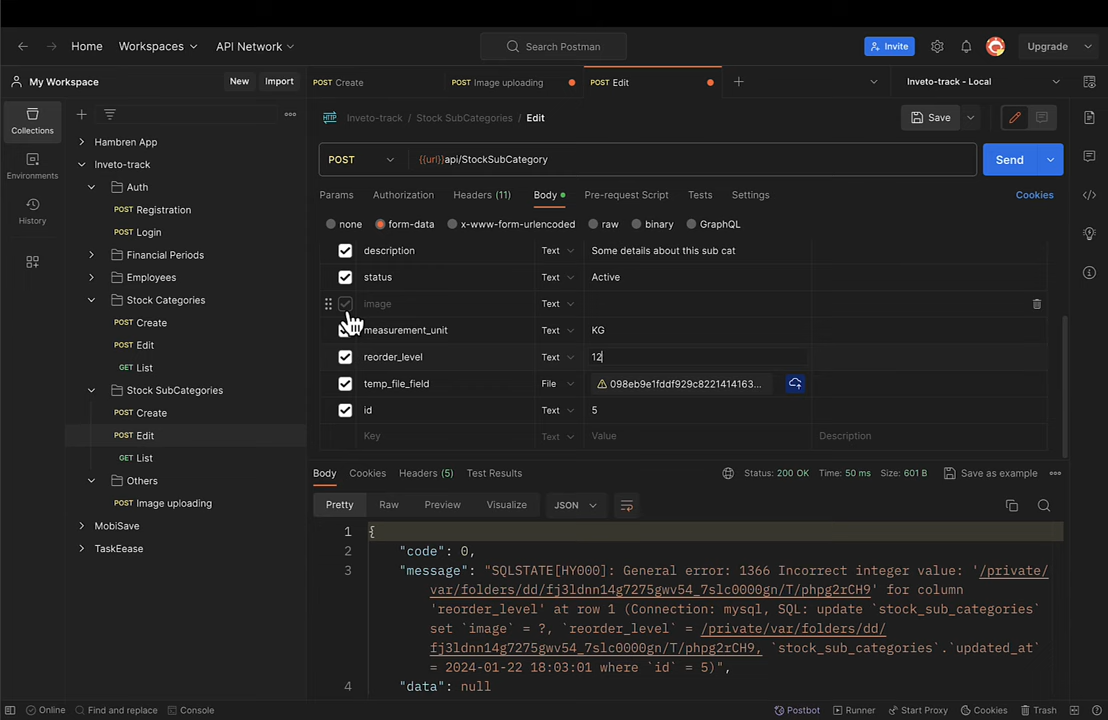 Home Workspaces API Network Search Postman Invite Upgrade
My Workspace New Import POST Create POST Image uploading POST Edit Inveto-track - Local
Collections
Environments
History
Hambren App
Inveto-track
Auth
POST Registration
POST Login
Financial Periods
Employees
Stock Categories
POST Create
POST Edit
GET List
Stock SubCategories
POST Create
POST Edit
GET List
Others
POST Image uploading
MobiSave
TaskEease
HTTP Inveto-track / Stock SubCategories / Edit Save
POST {{url}}api/StockSubCategory Send
Params Authorization Headers (11) Body Pre-request Script Tests Settings Cookies
none form-data x-www-form-urlencoded raw binary GraphQL
description Text Some details about this sub cat
status Text Active
image Text
measurement_unit Text KG
reorder_level Text 12
temp_file_field File 098eb9e1fddf929c8221414163...
id Text 5
Key Text Value Description
Body Cookies Headers (5) Test Results Status: 200 OK Time: 50 ms Size: 601 B Save as example
Pretty Raw Preview Visualize JSON
1 {
2 "code": 0,
3 "message": "SQLSTATE[HY000]: General error: 1366 Incorrect integer value: '/private/
var/folders/dd/fj3ldnn14g7275gwv54_7slc0000gn/T/phpg2rCH9' for column
'reorder_level' at row 1 (Connection: mysql, SQL: update `stock_sub_categories`
set `image` = ?, `reorder_level` = /private/var/folders/dd/
fj3ldnn14g7275gwv54_7slc0000gn/T/phpg2rCH9, `stock_sub_categories`.`updated_at`
= 2024-01-22 18:03:01 where `id` = 5)",
4 "data": null
Online Find and replace Console Postbot Runner Start Proxy Cookies Trash